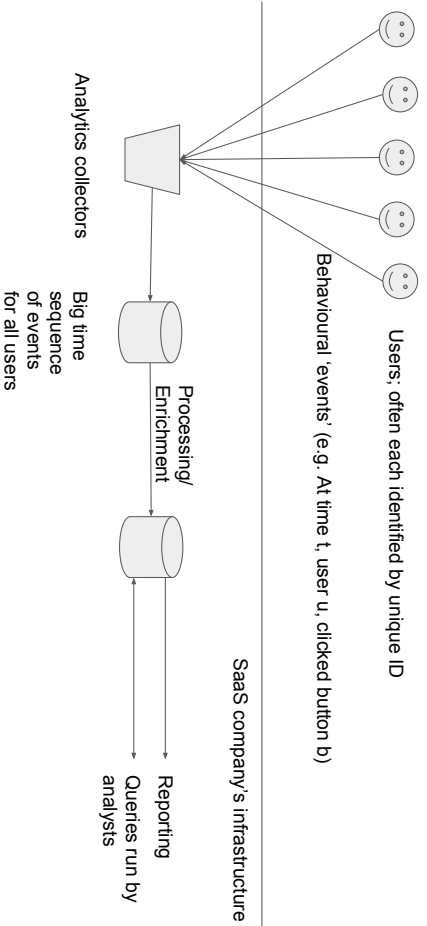 Users; often each identified by unique ID
Behavioural ‘events’ (e.g. At time t, user u, clicked button b)
SaaS company’s infrastructure
Analytics collectors
Big time
sequence
of events
for all users
Processing/
Enrichment
Reporting
Queries run by
analysts